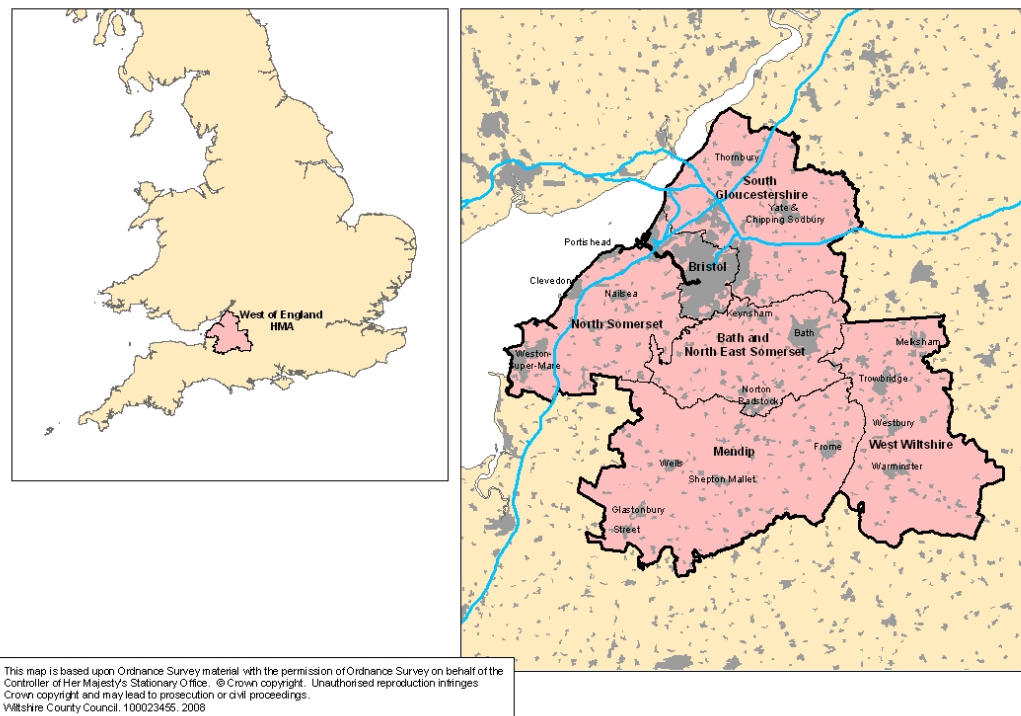 West of England
HMA
Thornbury
South
Gloucestershire
Yate &
Chipping Sodbury
Portishead
Bristol
Clevedon
Nailsea
Keynsham
North Somerset
Bath and
North East Somerset
Bath
Melksham
Weston-
Super-Mare
Trowbridge
Norton
Radstock
Westbury
West Wiltshire
Mendip
Frome
Wells
Warminster
Shepton Mallet
Glastonbury
Street
This map is based upon Ordnance Survey material with the permission of Ordnance Survey on behalf of the
Controller of Her Majesty's Stationary Office. © Crown copyright. Unauthorised reproduction infringes
Crown copyright and may lead to prosecution or civil proceedings.
Wiltshire County Council. 100023455. 2008